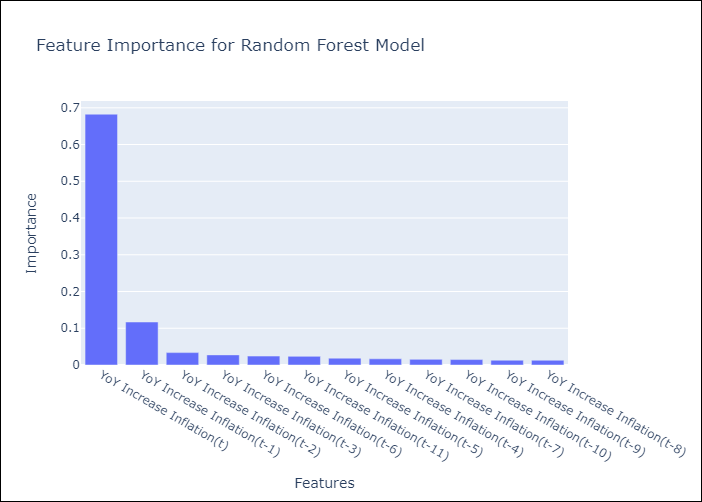 Feature Importance for Random Forest Model
0.7
0.6
0.5
0.4
0.3
0.2
0.1
0
Importance
YoY Increase Inflation(t)
YoY Increase Inflation(t-1)
YoY Increase Inflation(t-2)
YoY Increase Inflation(t-3)
YoY Increase Inflation(t-6)
YoY Increase Inflation(t-11)
YoY Increase Inflation(t-5)
YoY Increase Inflation(t-4)
YoY Increase Inflation(t-7)
YoY Increase Inflation(t-10)
YoY Increase Inflation(t-9)
YoY Increase Inflation(t-8)
Features